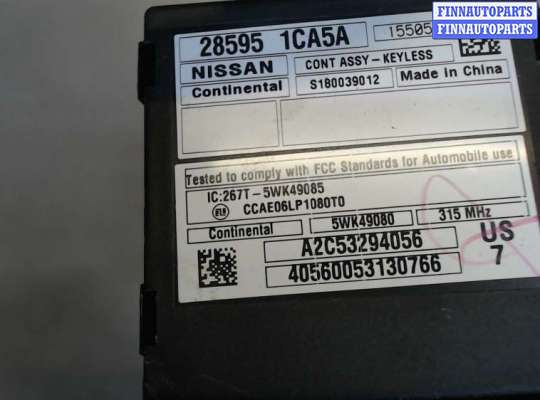 FINNAUTOPARTS
FINNAUTOPARTS
28595 1CA5A
NISSAN
CONT ASSY-KEYLESS
Continental
S180039012
Made in China
Tested to comply with FCC Standards for Automobile use
IC:267T-5WK49085
CCAE06LP1080T0
Continental
5WK49080
315 MHz
A2C53294056
US
7
40560053130766